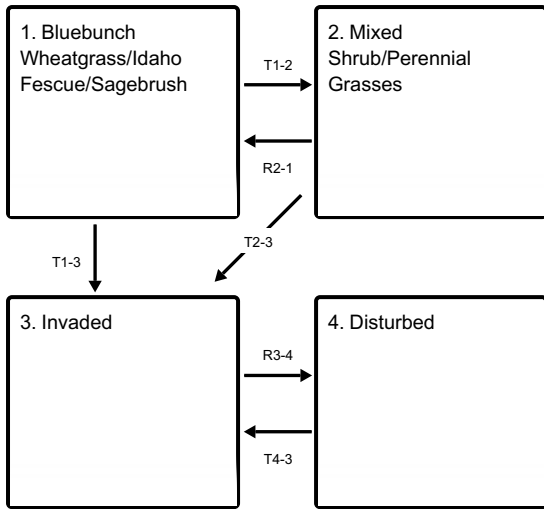 1. Bluebunch
Wheatgrass/Idaho
Fescue/Sagebrush
T1-2
2. Mixed
Shrub/Perennial
Grasses
R2-1
T1-3
T2-3
3. Invaded
R3-4
4. Disturbed
T4-3